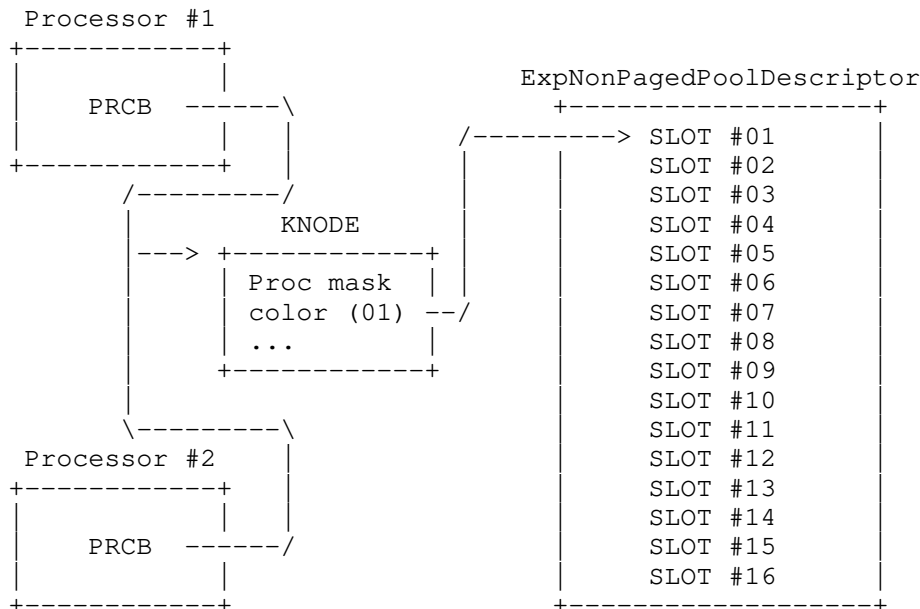 Processor #1
ExpNonPagedPoolDescriptor
PRCB
SLOT #01
SLOT #02
SLOT #03
KNODE
SLOT #04
SLOT #05
Proc mask
SLOT #06
color (01)
SLOT #07
...
SLOT #08
SLOT #09
SLOT #10
SLOT #11
Processor #2
SLOT #12
SLOT #13
SLOT #14
PRCB
SLOT #15
SLOT #16